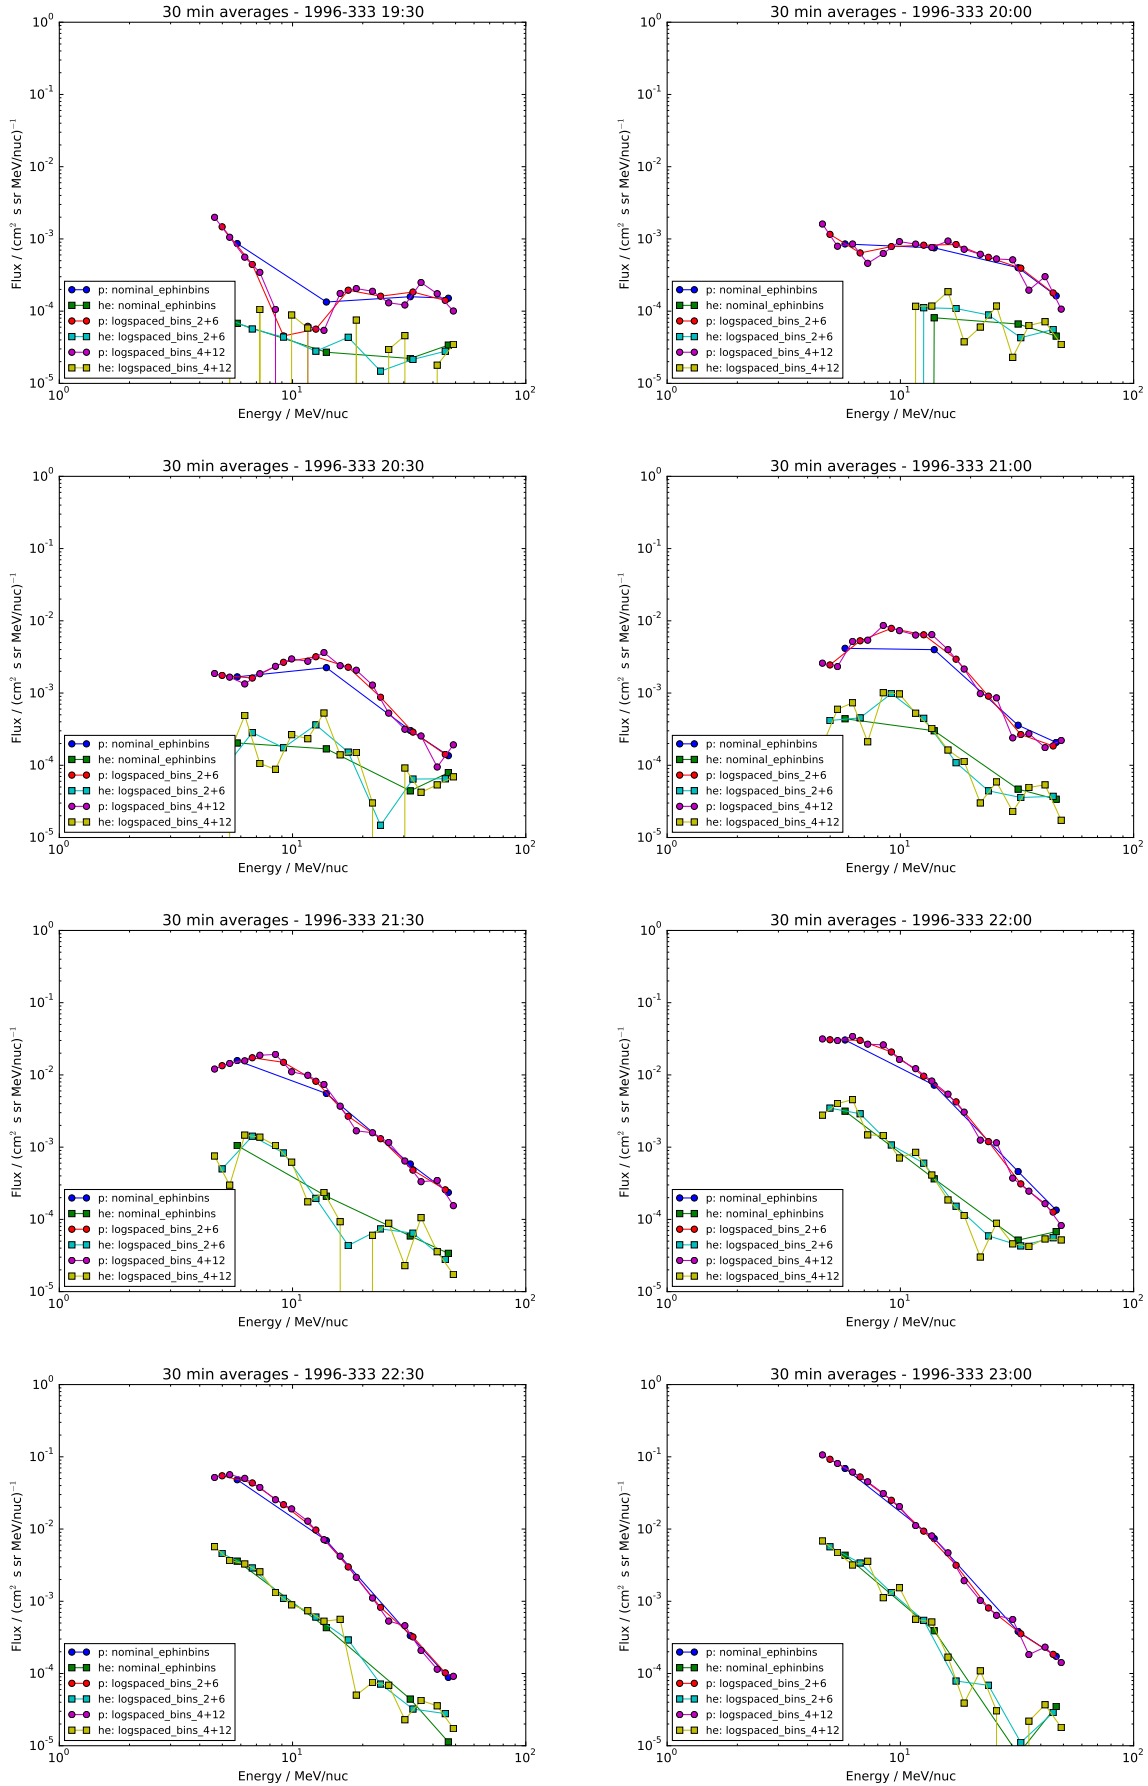 30 min averages - 1996-333 19:30
10^0
10^-1
10^-2
10^-3
10^-4
10^-5
Flux / (cm^2 s sr MeV/nuc)^-1
p: nominal_ephinbins
he: nominal_ephinbins
p: logspaced_bins_2+6
he: logspaced_bins_2+6
p: logspaced_bins_4+12
he: logspaced_bins_4+12
10^0 10^1 10^2
Energy / MeV/nuc
30 min averages - 1996-333 20:00
10^0
10^-1
10^-2
10^-3
10^-4
10^-5
Flux / (cm^2 s sr MeV/nuc)^-1
p: nominal_ephinbins
he: nominal_ephinbins
p: logspaced_bins_2+6
he: logspaced_bins_2+6
p: logspaced_bins_4+12
he: logspaced_bins_4+12
10^0 10^1 10^2
Energy / MeV/nuc
30 min averages - 1996-333 20:30
10^0
10^-1
10^-2
10^-3
10^-4
10^-5
Flux / (cm^2 s sr MeV/nuc)^-1
p: nominal_ephinbins
he: nominal_ephinbins
p: logspaced_bins_2+6
he: logspaced_bins_2+6
p: logspaced_bins_4+12
he: logspaced_bins_4+12
10^0 10^1 10^2
Energy / MeV/nuc
30 min averages - 1996-333 21:00
10^0
10^-1
10^-2
10^-3
10^-4
10^-5
Flux / (cm^2 s sr MeV/nuc)^-1
p: nominal_ephinbins
he: nominal_ephinbins
p: logspaced_bins_2+6
he: logspaced_bins_2+6
p: logspaced_bins_4+12
he: logspaced_bins_4+12
10^0 10^1 10^2
Energy / MeV/nuc
30 min averages - 1996-333 21:30
10^0
10^-1
10^-2
10^-3
10^-4
10^-5
Flux / (cm^2 s sr MeV/nuc)^-1
p: nominal_ephinbins
he: nominal_ephinbins
p: logspaced_bins_2+6
he: logspaced_bins_2+6
p: logspaced_bins_4+12
he: logspaced_bins_4+12
10^0 10^1 10^2
Energy / MeV/nuc
30 min averages - 1996-333 22:00
10^0
10^-1
10^-2
10^-3
10^-4
10^-5
Flux / (cm^2 s sr MeV/nuc)^-1
p: nominal_ephinbins
he: nominal_ephinbins
p: logspaced_bins_2+6
he: logspaced_bins_2+6
p: logspaced_bins_4+12
he: logspaced_bins_4+12
10^0 10^1 10^2
Energy / MeV/nuc
30 min averages - 1996-333 22:30
10^0
10^-1
10^-2
10^-3
10^-4
10^-5
Flux / (cm^2 s sr MeV/nuc)^-1
p: nominal_ephinbins
he: nominal_ephinbins
p: logspaced_bins_2+6
he: logspaced_bins_2+6
p: logspaced_bins_4+12
he: logspaced_bins_4+12
10^0 10^1 10^2
Energy / MeV/nuc
30 min averages - 1996-333 23:00
10^0
10^-1
10^-2
10^-3
10^-4
10^-5
Flux / (cm^2 s sr MeV/nuc)^-1
p: nominal_ephinbins
he: nominal_ephinbins
p: logspaced_bins_2+6
he: logspaced_bins_2+6
p: logspaced_bins_4+12
he: logspaced_bins_4+12
10^0 10^1 10^2
Energy / MeV/nuc